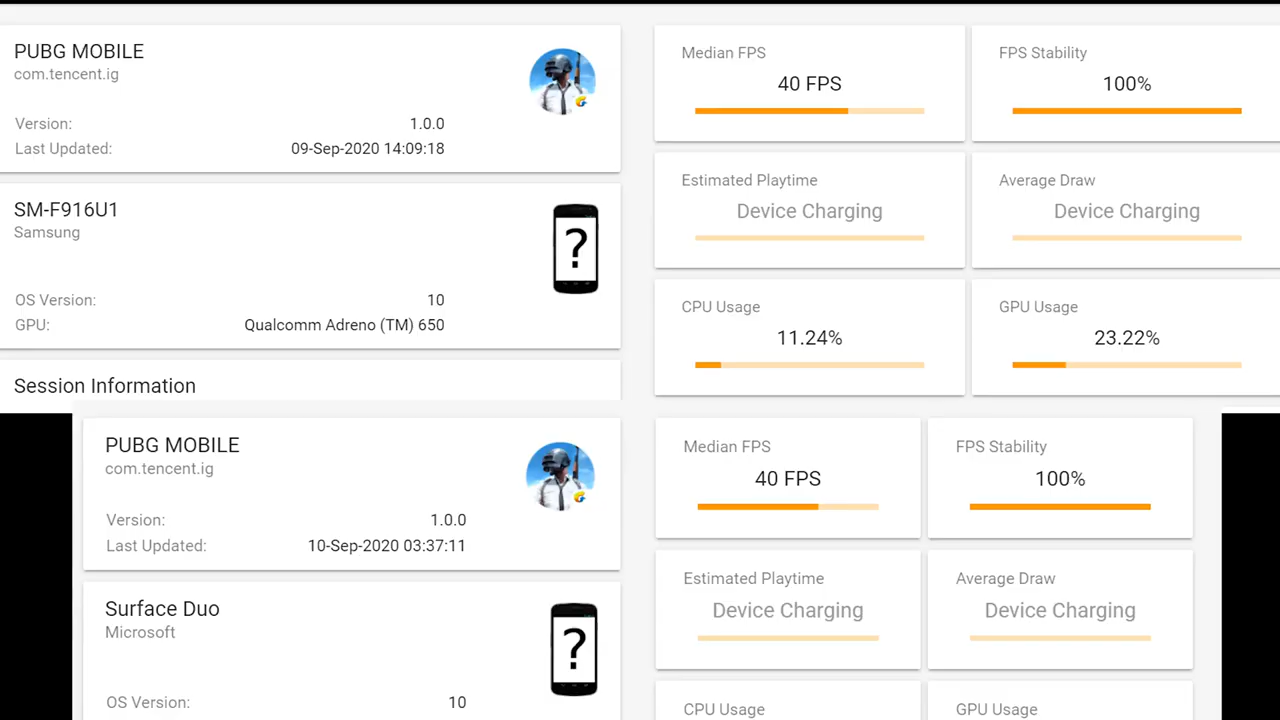 PUBG MOBILE
com.tencent.ig
Version: 1.0.0
Last Updated: 09-Sep-2020 14:09:18
SM-F916U1
Samsung
?
OS Version: 10
GPU: Qualcomm Adreno (TM) 650
Session Information
Median FPS
40 FPS
FPS Stability
100%
Estimated Playtime
Device Charging
Average Draw
Device Charging
CPU Usage
11.24%
GPU Usage
23.22%
PUBG MOBILE
com.tencent.ig
Version: 1.0.0
Last Updated: 10-Sep-2020 03:37:11
Surface Duo
Microsoft
?
OS Version: 10
Median FPS
40 FPS
FPS Stability
100%
Estimated Playtime
Device Charging
Average Draw
Device Charging
CPU Usage
GPU Usage